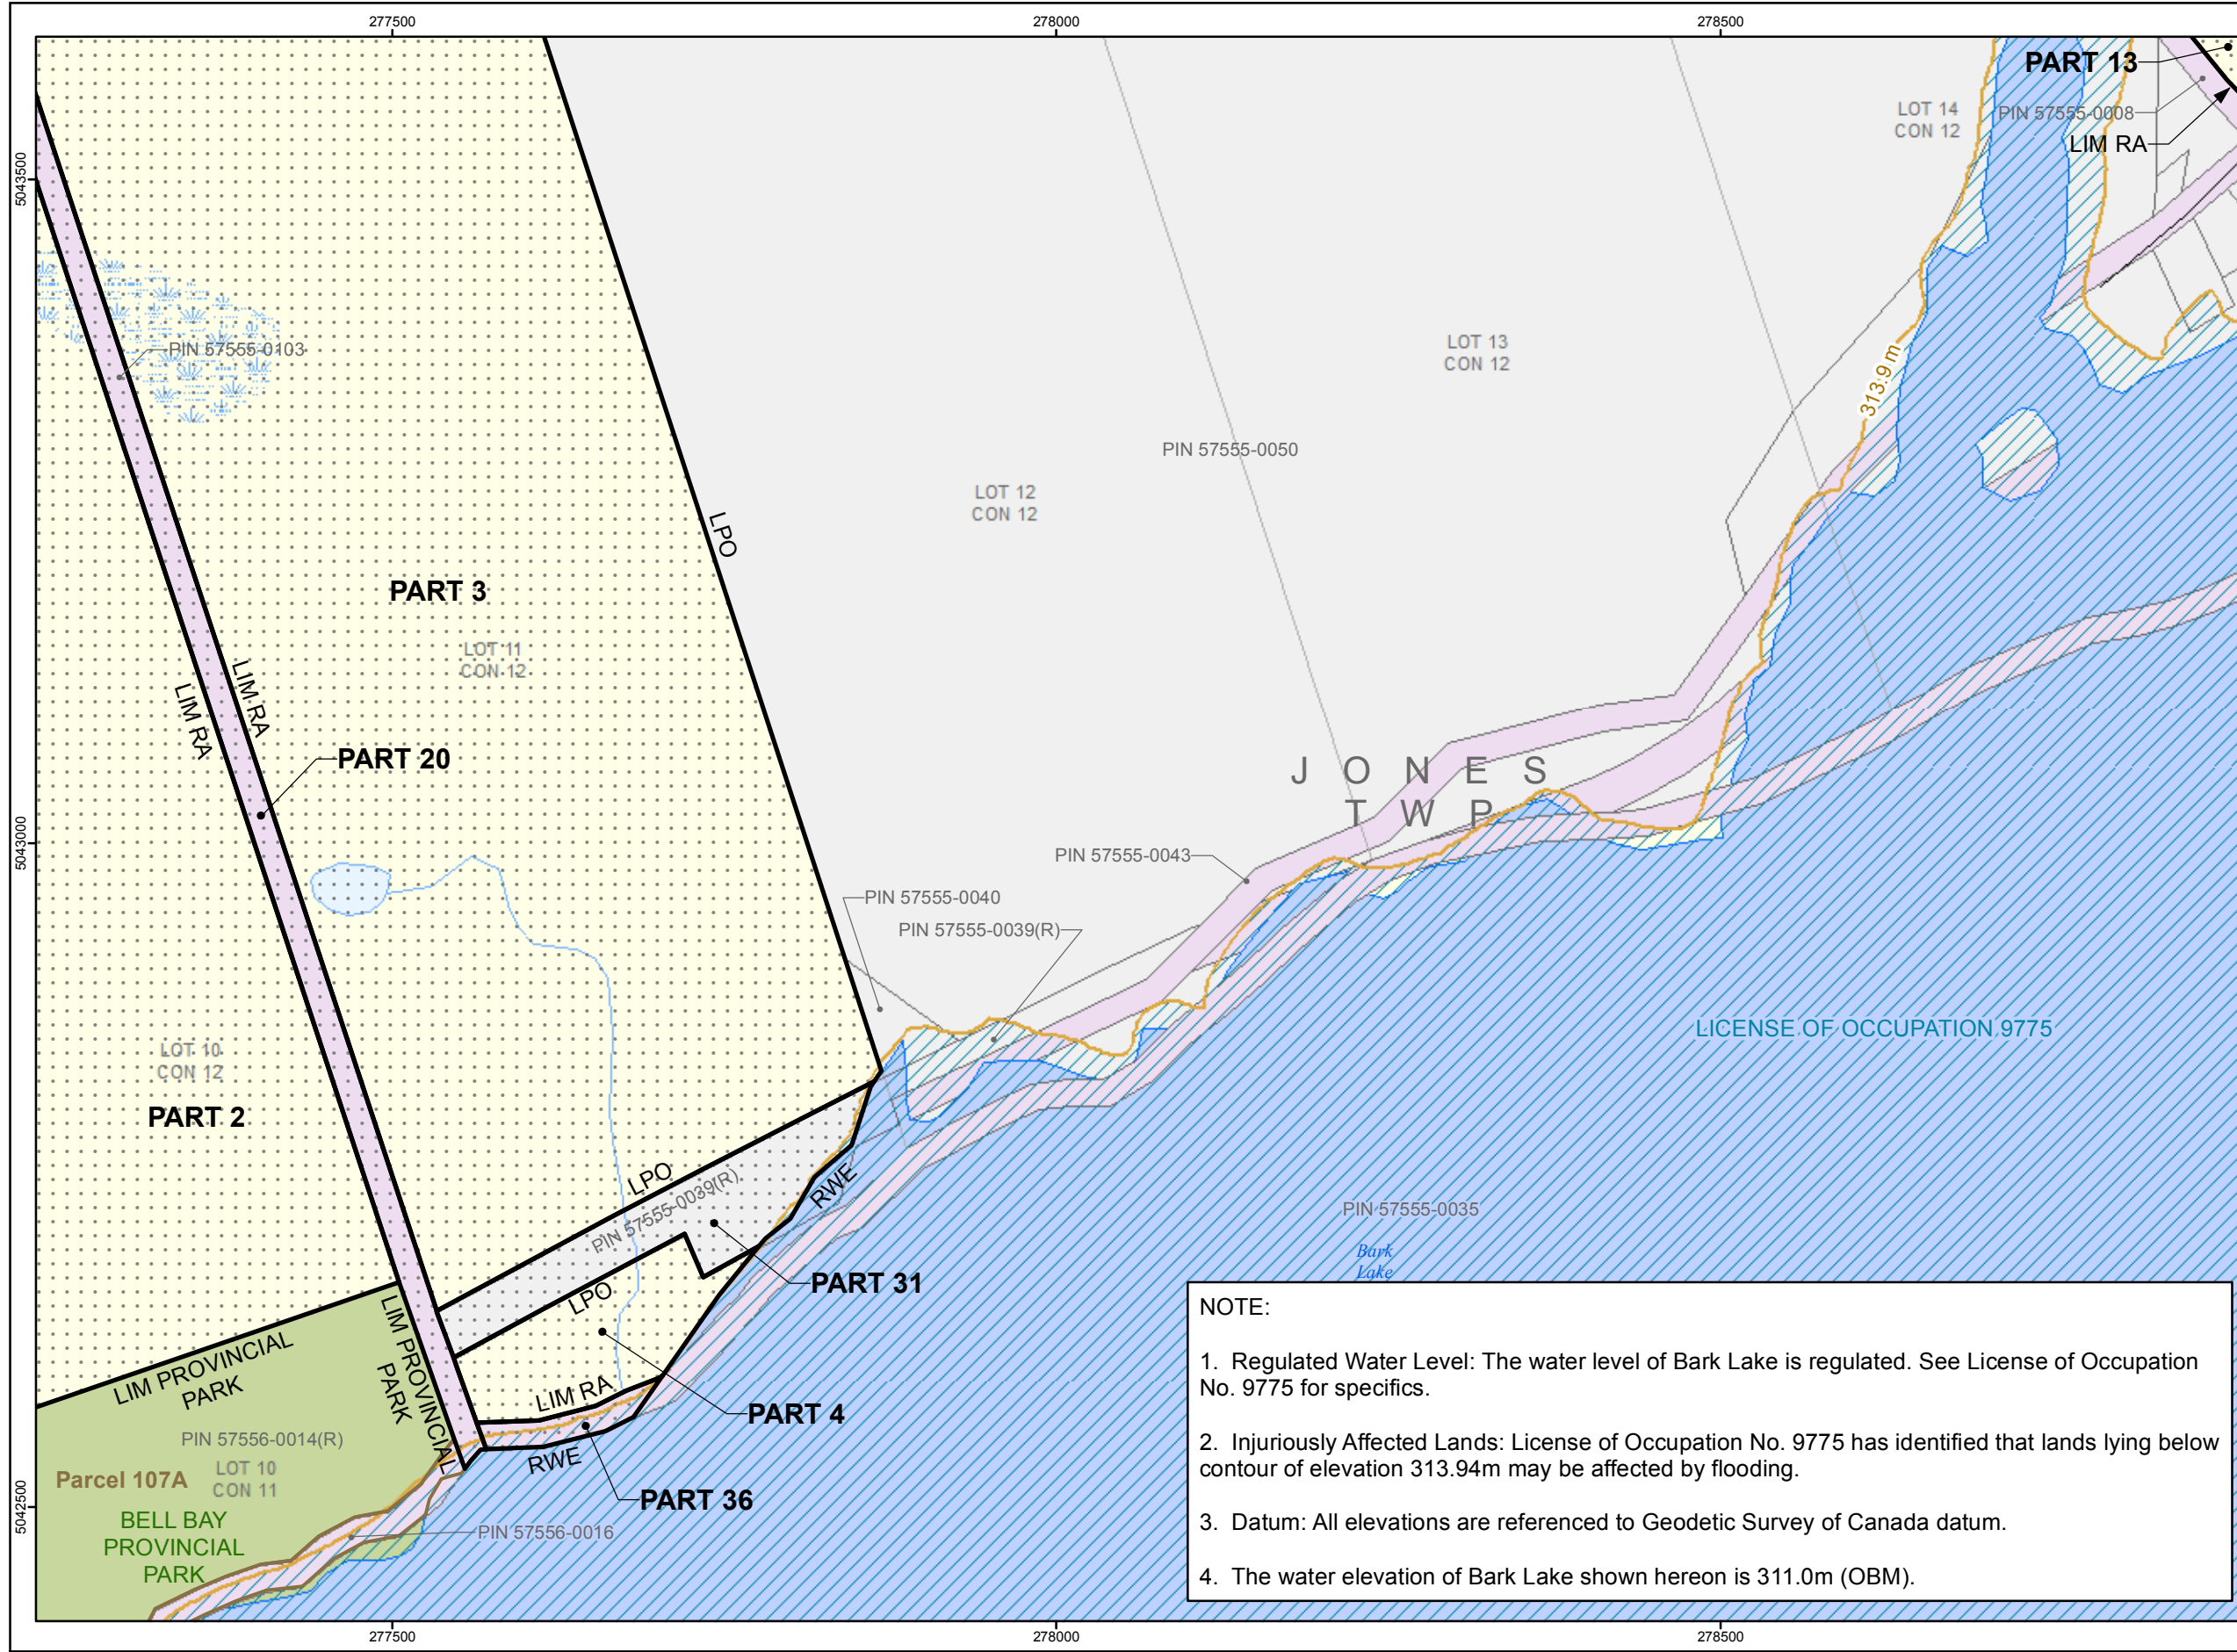 277500
278000
278500
5043500
5043000
5042500
277500
278000
278500
PART 13
LOT 14
CON 12
PIN 57555-0008
LIM RA
PIN 57555-0103
LOT 13
CON 12
313.9 m
PIN 57555-0050
LOT 12
CON 12
LPO
PART 3
LOT 11
CON 12
LIM RA
LIM RA
PART 20
JONES
TWP
PIN 57555-0043
PIN 57555-0040
PIN 57555-0039(R)
LICENSE OF OCCUPATION 9775
LOT 10
CON 12
PART 2
LPO
PIN 57555-0039(R)
RWE
PIN 57555-0035
Bark
Lake
PART 31
LPO
LIM PROVINCIAL
PARK
LIM PROVINCIAL
PARK
LIM RA
PART 4
RWE
PART 36
PIN 57556-0014(R)
Parcel 107A
LOT 10
CON 11
BELL BAY
PROVINCIAL
PARK
PIN 57556-0016
NOTE:
1. Regulated Water Level: The water level of Bark Lake is regulated. See License of Occupation
No. 9775 for specifics.
2. Injuriously Affected Lands: License of Occupation No. 9775 has identified that lands lying below
contour of elevation 313.94m may be affected by flooding.
3. Datum: All elevations are referenced to Geodetic Survey of Canada datum.
4. The water elevation of Bark Lake shown hereon is 311.0m (OBM).